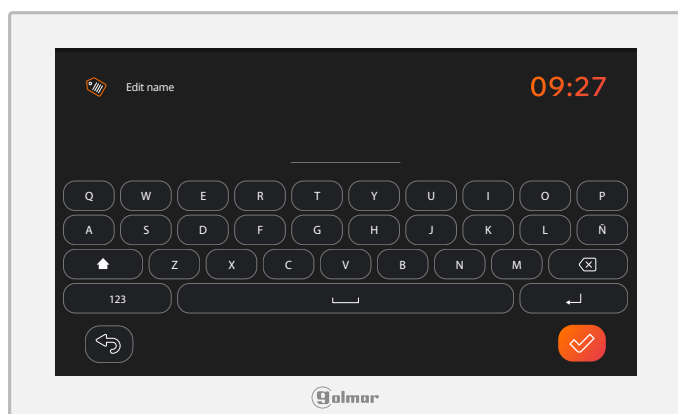 Edit name
09:27
Q W E R T Y U I O P
A S D F G H J K L Ñ
Z X C V B N M
123
golmar